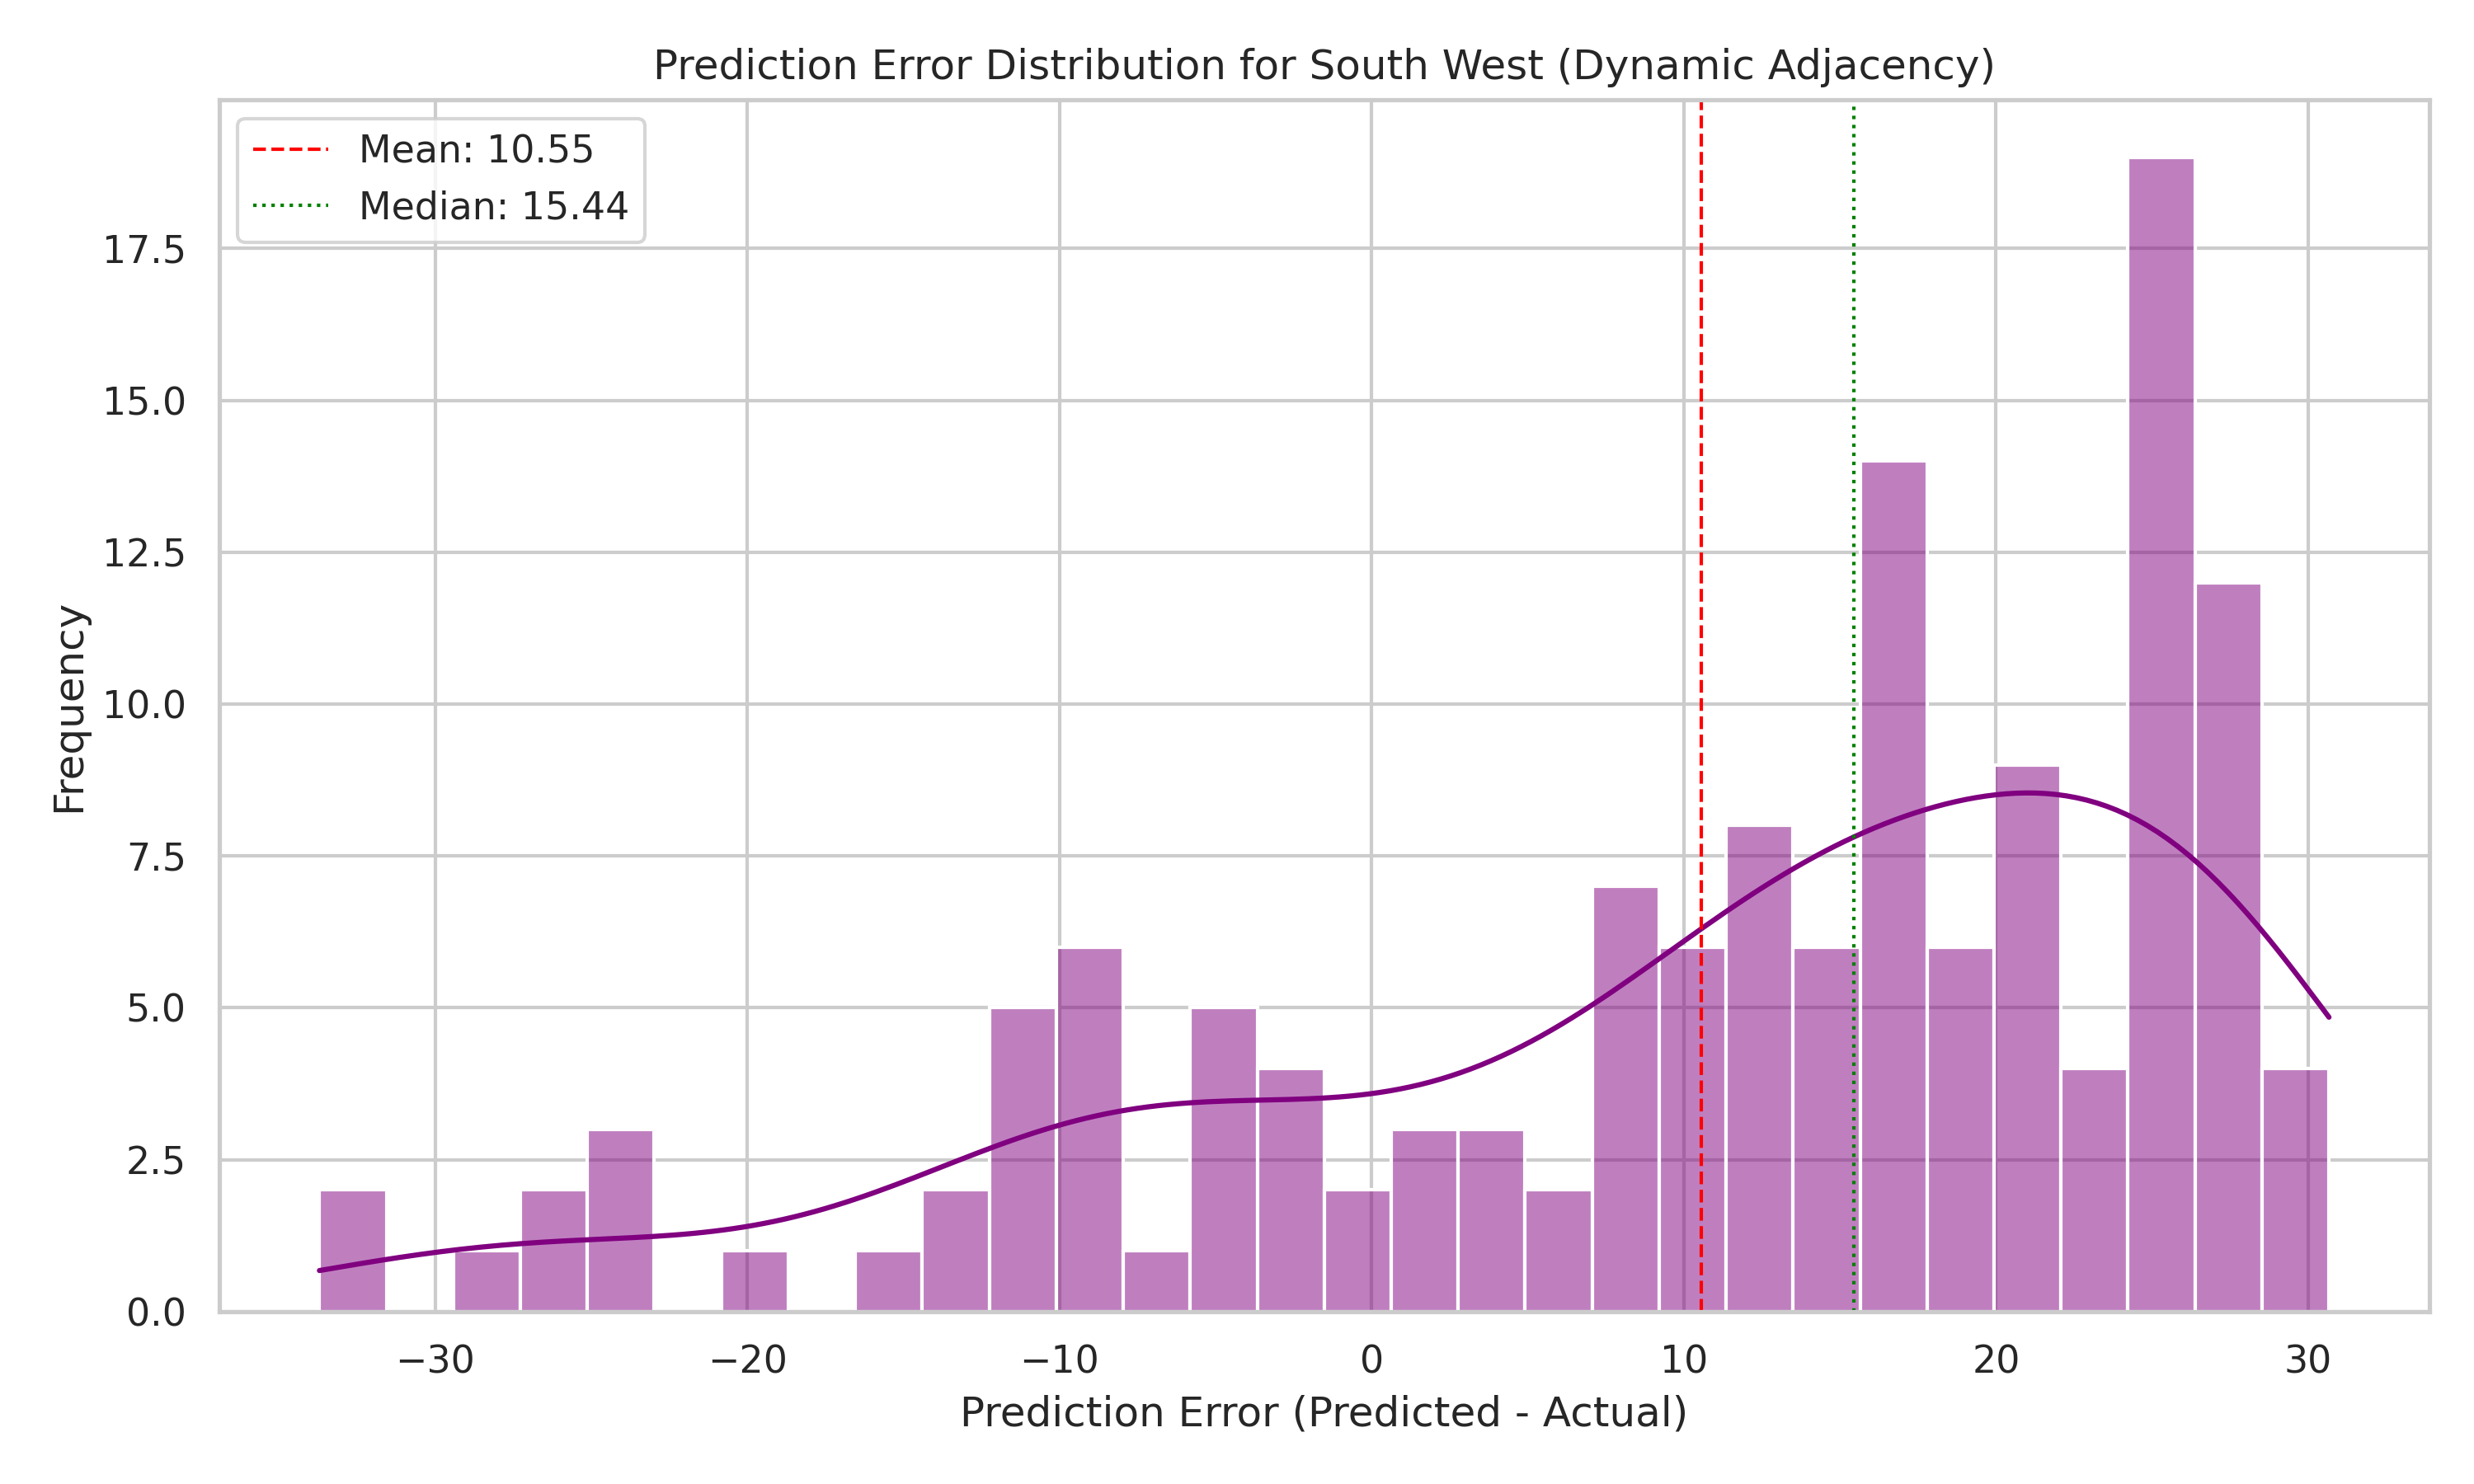 Prediction Error Distribution for South West (Dynamic Adjacency)
Mean: 10.55
Median: 15.44
17.5
15.0
12.5
10.0
7.5
5.0
2.5
0.0
Frequency
−30 −20 −10 0 10 20 30
Prediction Error (Predicted - Actual)